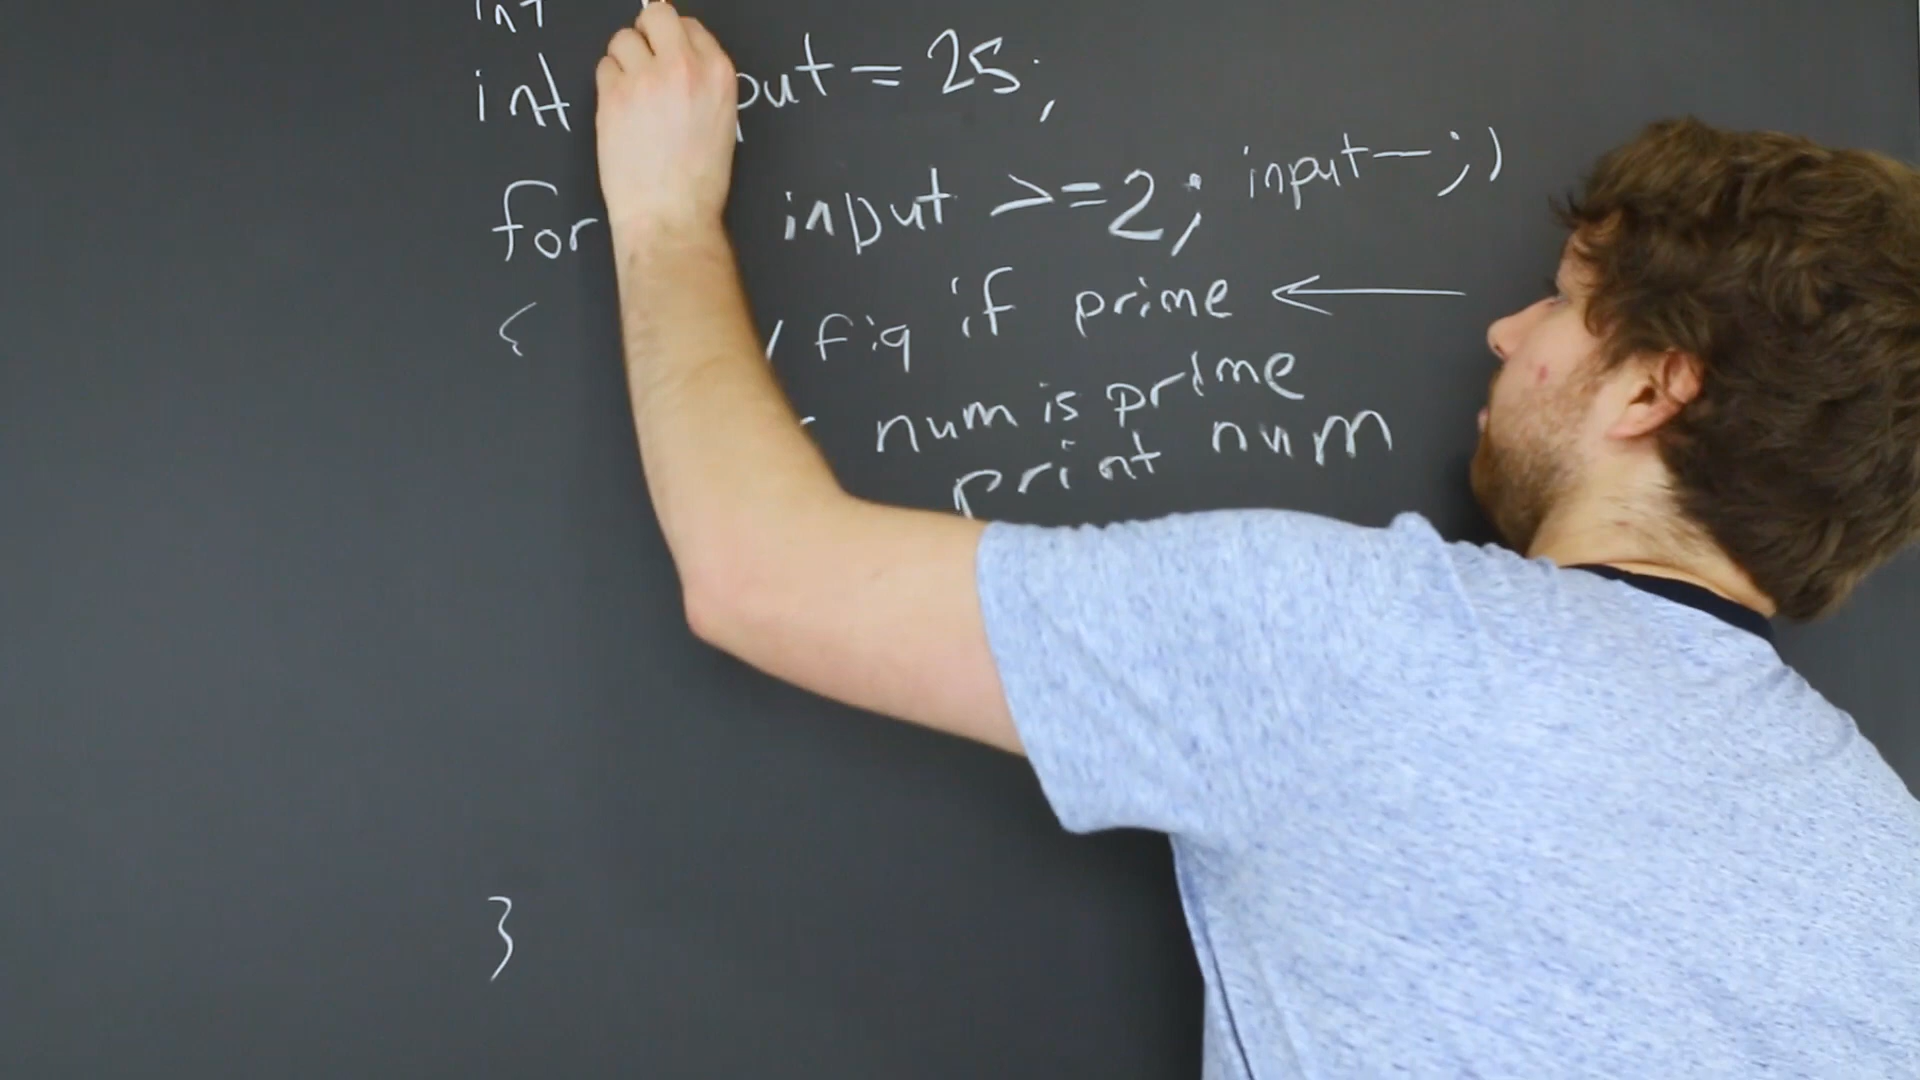 int
int put = 25;
for input >=2; input--;)
{ / fig if prime ←
num is prime
print num
}